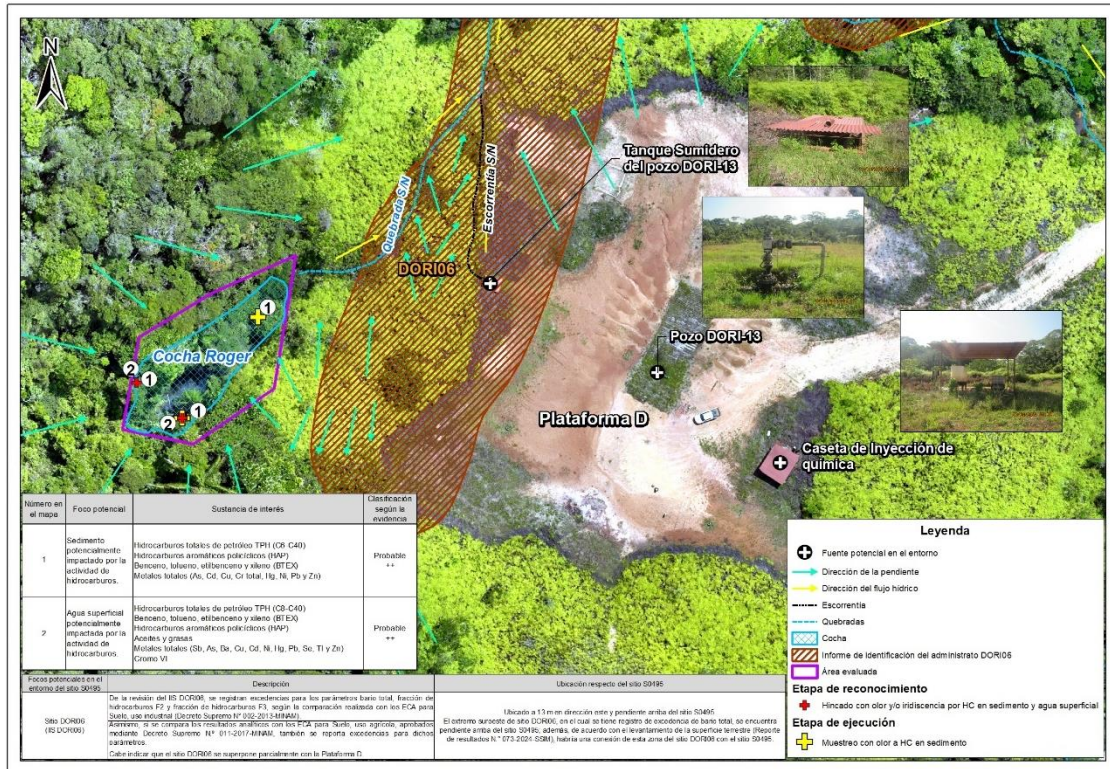 N
Quebrada S/N
Escorrentía S/N
Tanque Sumidero
del pozo DORI-13
DORI06
1
Cocha Roger
2
1
2
1
Pozo DORI-13
Plataforma D
Caseta de Inyección de
química
Número en
el mapa
Foco potencial
Sustancia de interés
Clasificación
según la
evidencia
1
Sedimento
potencialmente
impactado por la
actividad de
hidrocarburos.
Hidrocarburos totales de petróleo TPH (C6-C40)
Hidrocarburos aromáticos policíclicos (HAP)
Benceno, tolueno, etilbenceno y xileno (BTEX)
Metales totales (As, Cd, Cu, Cr total, Hg, Ni, Pb y Zn)
Probable
++
2
Agua superficial
potencialmente
impactada por la
actividad de
hidrocarburos.
Hidrocarburos totales de petróleo TPH (C8-C40)
Benceno, tolueno, etilbenceno y xileno (BTEX)
Hidrocarburos aromáticos policíclicos (HAP)
Aceites y grasas
Metales totales (Sb, As, Ba, Cu, Cd, Ni, Hg, Pb, Se, Tl y Zn)
Cromo VI
Probable
++
Focos potenciales en el
entorno del sitio S0495
Descripción
Ubicación respecto del sitio S0495
Sitio DORI06
(IIS DORI06)
De la revisión del IIS DORI06, se registran excedencias para los parámetros bario total, fracción de
hidrocarburos F2 y fracción de hidrocarburos F3, según la comparación realizada con los ECA para
Suelo, uso industrial (Decreto Supremo N° 002-2013-MINAM).
Asimismo, si se compara los resultados analíticos con los ECA para Suelo, uso agrícola, aprobados
mediante Decreto Supremo N.° 011-2017-MINAM, también se reporta excedencias para dichos
parámetros.
Cabe indicar que el sitio DORI06 se superpone parcialmente con la Plataforma D.
Ubicado a 13 m en dirección este y pendiente arriba del sitio S0495.
El extremo suroeste de sitio DORI06, en el cual se tiene registro de excedencia de bario total, se encuentra
pendiente arriba del sitio S0495, además, de acuerdo con el levantamiento de la superficie terrestre (Reporte
de resultados N.° 073-2024-SSIM), habría una conexión de esta zona del sitio DORI06 con el sitio S0495.
Leyenda
Fuente potencial en el entorno
Dirección de la pendiente
Dirección del flujo hídrico
Escorrentía
Quebradas
Cocha
Informe de identificación del administrato DORI06
Área evaluada
Etapa de reconocimiento
Hincado con olor y/o iridiscencia por HC en sedimento y agua superficial
Etapa de ejecución
Muestreo con olor a HC en sedimento